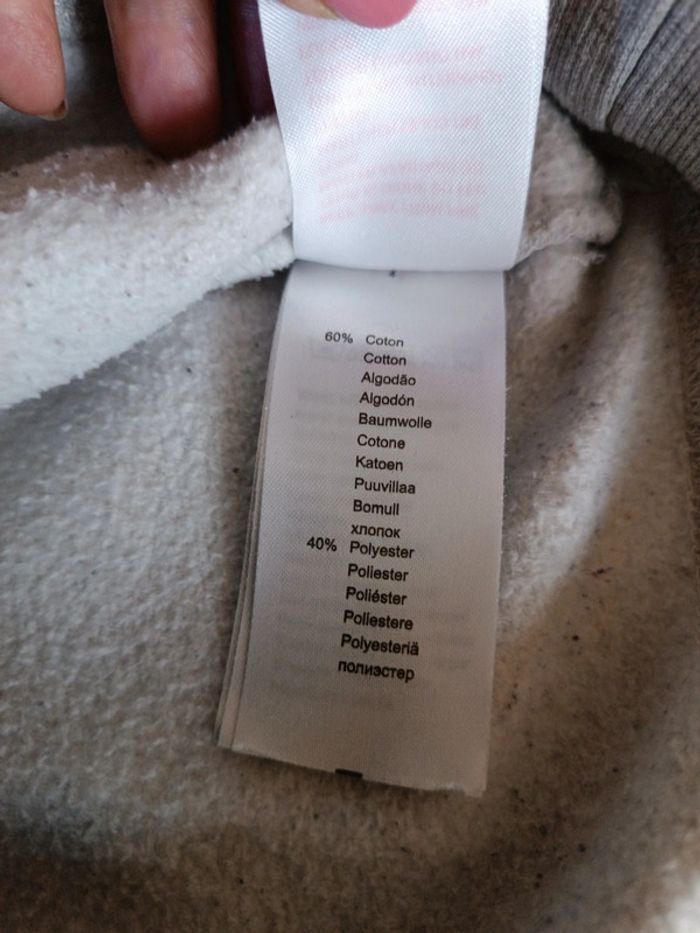 60% Coton
Cotton
Algodão
Algodón
Baumwolle
Cotone
Katoen
Puuvillaa
Bomull
хлопок
40% Polyester
Poliester
Poliéster
Poliestere
Polyesteriä
полиэстер